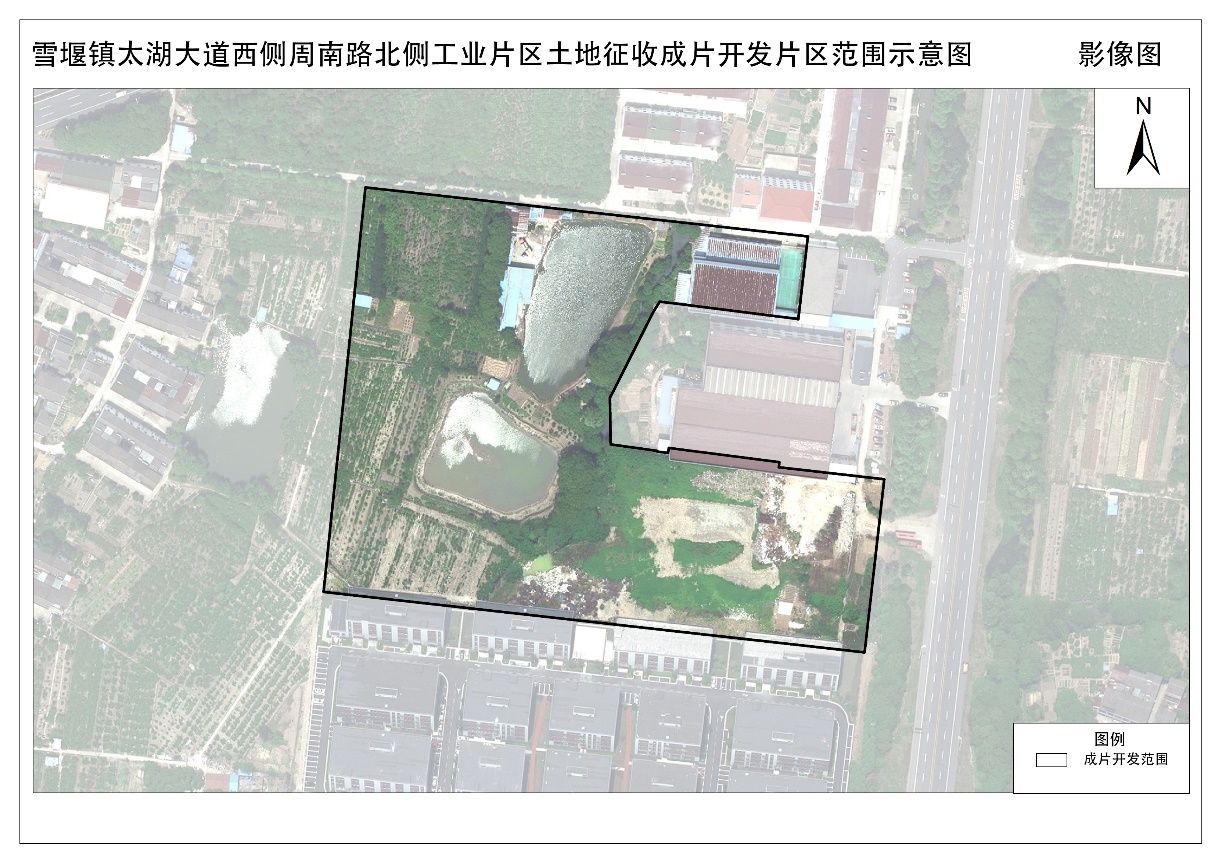 雪堰镇太湖大道西侧周南路北侧工业片区土地征收成片开发片区范围示意图 影像图
N
图例
成片开发范围